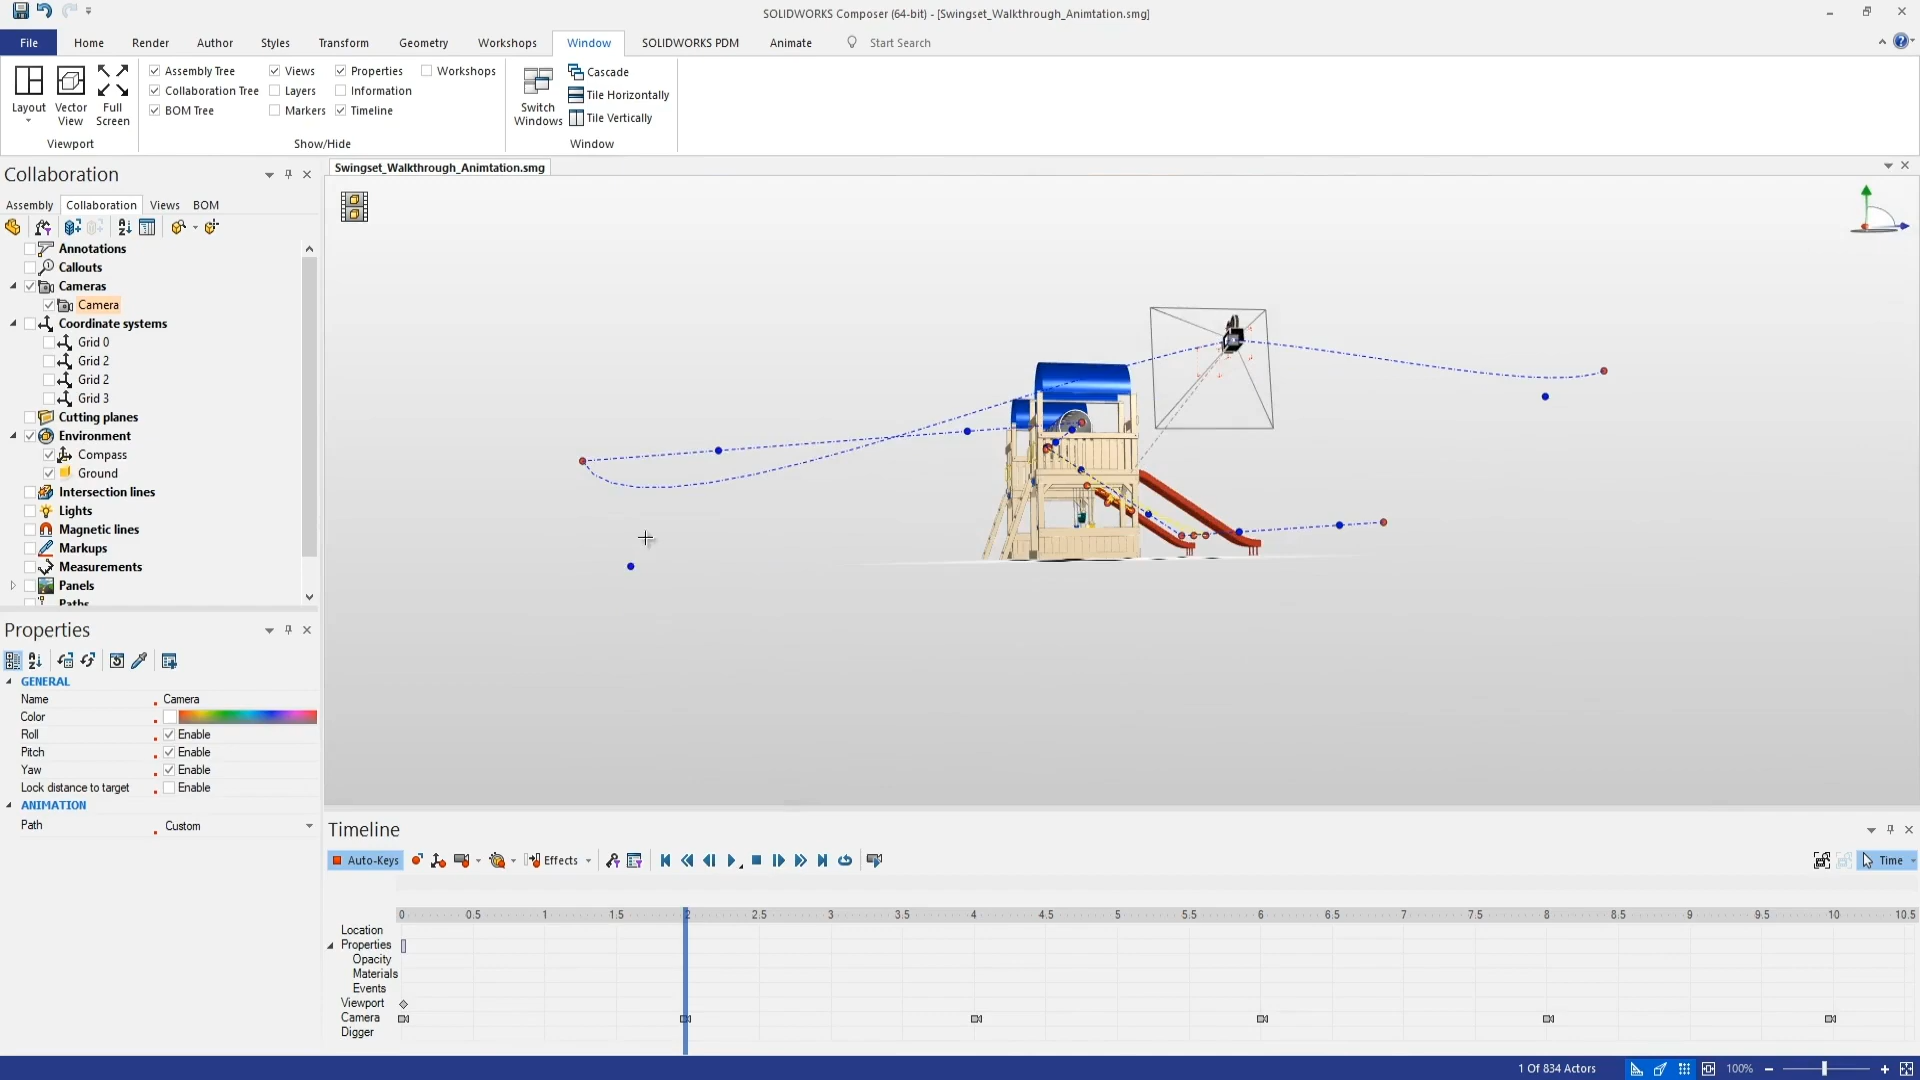 SOLIDWORKS Composer (64-bit) - [Swingset_Walkthrough_Animtation.smg]
File Home Render Author Styles Transform Geometry Workshops Window SOLIDWORKS PDM Animate Start Search
Layout
Vector View
Full Screen
Viewport
Assembly Tree
Collaboration Tree
BOM Tree
Views
Layers
Markers
Properties
Information
Timeline
Workshops
Show/Hide
Switch Windows
Cascade
Tile Horizontally
Tile Vertically
Window
Collaboration
Assembly Collaboration Views BOM
Annotations
Callouts
Cameras
Camera
Coordinate systems
Grid 0
Grid 2
Grid 2
Grid 3
Cutting planes
Environment
Compass
Ground
Intersection lines
Lights
Magnetic lines
Markups
Measurements
Panels
Paths
Swingset_Walkthrough_Animtation.smg
Properties
GENERAL
Name Camera
Color
Roll Enable
Pitch Enable
Yaw Enable
Lock distance to target Enable
ANIMATION
Path Custom
Timeline
Auto-Keys Effects Time
0 0.5 1 1.5 2 2.5 3 3.5 4 4.5 5 5.5 6 6.5 7 7.5 8 8.5 9 9.5 10 10.5
Location
Properties
Opacity
Materials
Events
Viewport
Camera
Digger
1 Of 834 Actors 100%